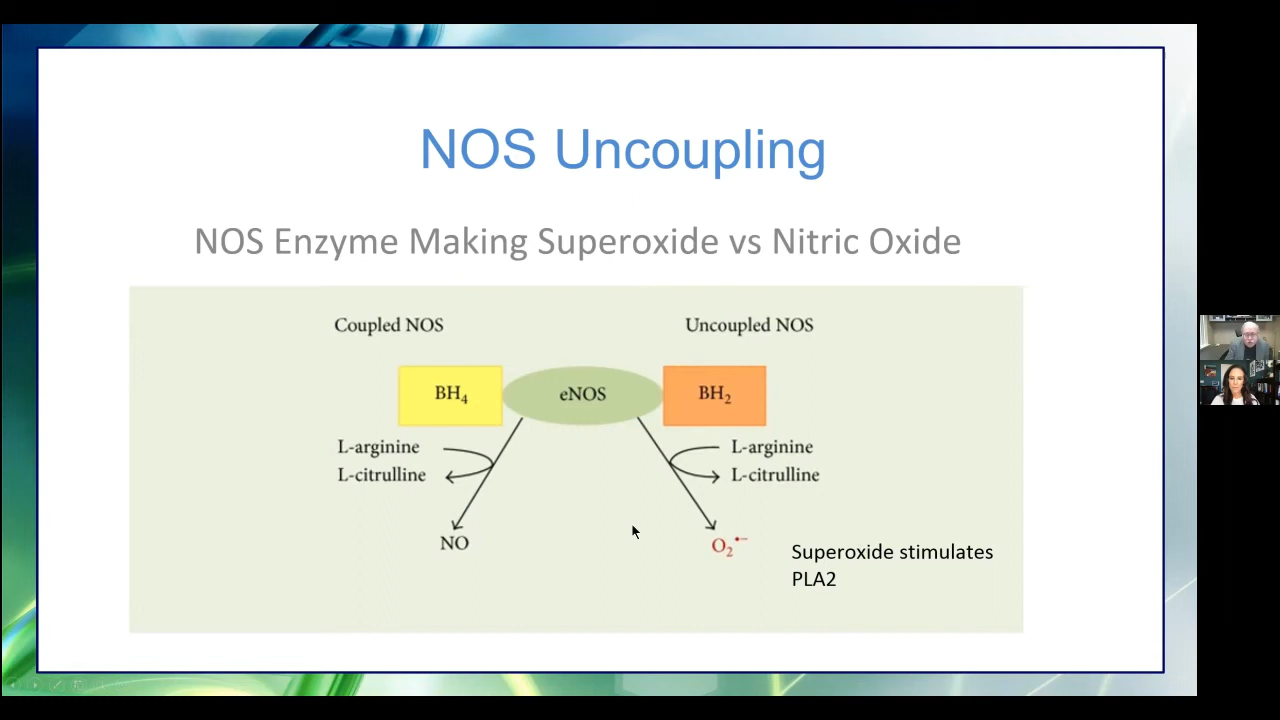 NOS Uncoupling
NOS Enzyme Making Superoxide vs Nitric Oxide
Coupled NOS
Uncoupled NOS
BH₄
eNOS
BH₂
L-arginine
L-citrulline
L-arginine
L-citrulline
NO
O₂•−
Superoxide stimulates
PLA2